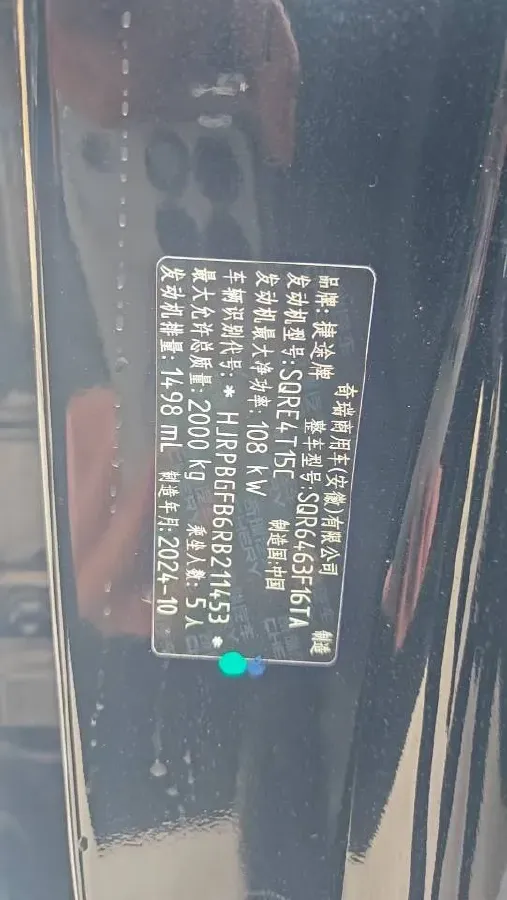 奇瑞商用车(安徽)有限公司 制造
品牌: 捷途牌 整车型号:SQR6463F16TA
发动机型号:SQRE4T15C 制造国:中国
发动机最大净功率: 108 kW
车辆识别代号: * HJRPBGFB6RB211453 *
最大允许总质量: 2000 kg 乘坐人数: 5 人
发动机排量: 1498 mL 制造年月: 2024-10